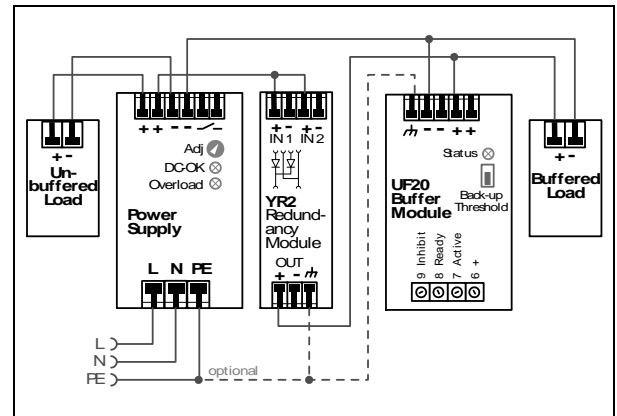 + -
Un-
buffered
Load
+ + - -
Adj
DC-OK
Overload
Power
Supply
L N PE
+ - + -
IN 1 IN 2
YR2
Redund-
ancy
Module
OUT
+ -
- - + +
Status
UF20
Buffer
Module
Back-up
Threshold
9 Inhibit
8 Ready
7 Active
6 +
+ -
Buffered
Load
L
N
PE
optional